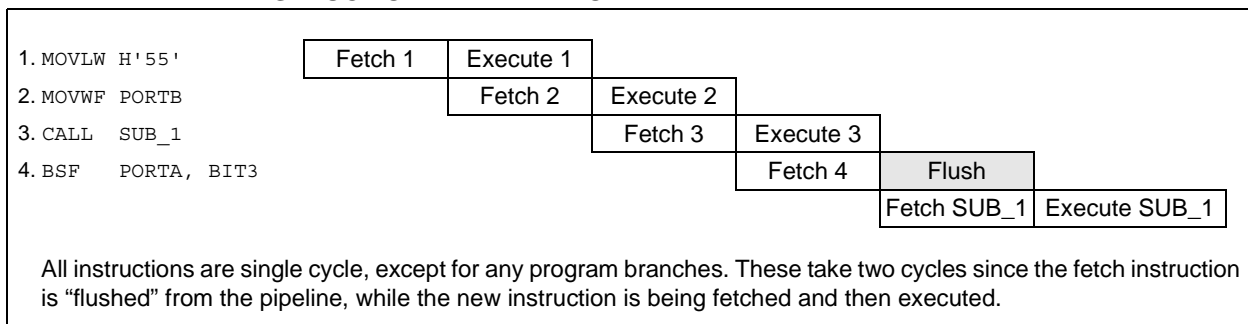 1. MOVLW H'55' Fetch 1 Execute 1
2. MOVWF PORTB Fetch 2 Execute 2
3. CALL SUB_1 Fetch 3 Execute 3
4. BSF PORTA, BIT3 Fetch 4 Flush
Fetch SUB_1 Execute SUB_1
All instructions are single cycle, except for any program branches. These take two cycles since the fetch instruction
is “flushed” from the pipeline, while the new instruction is being fetched and then executed.